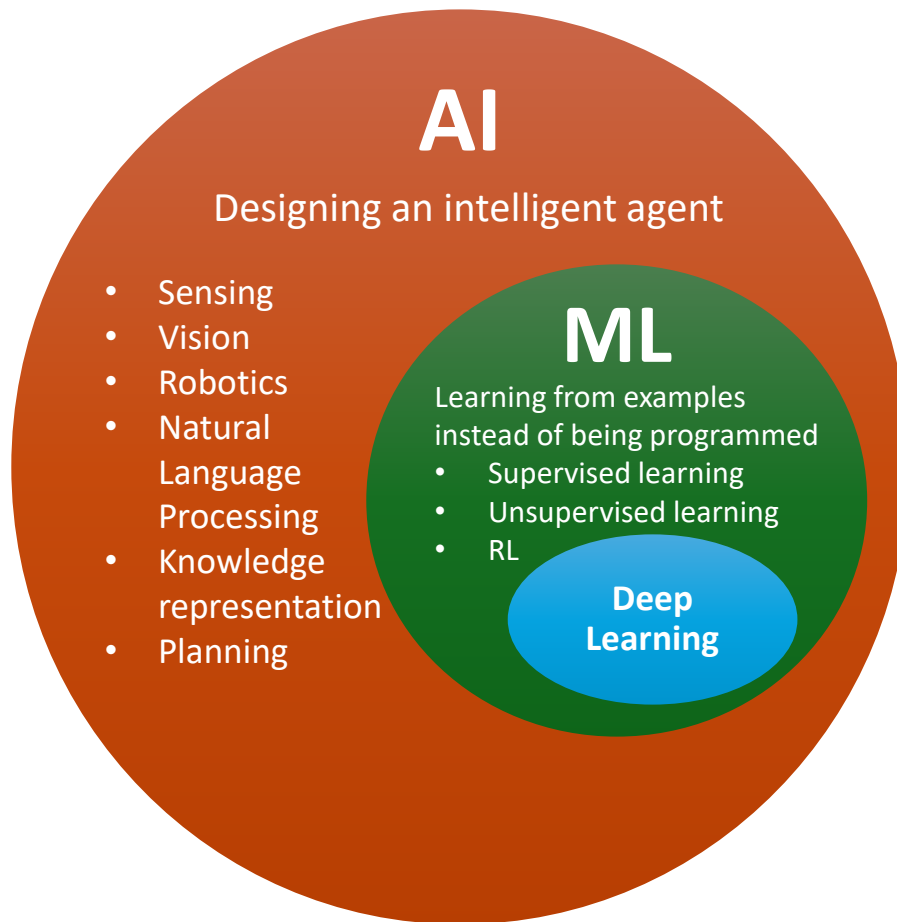 AI
Designing an intelligent agent
• Sensing
• Vision
• Robotics
• Natural
Language
Processing
• Knowledge
representation
• Planning
ML
Learning from examples
instead of being programmed
• Supervised learning
• Unsupervised learning
• RL
Deep
Learning